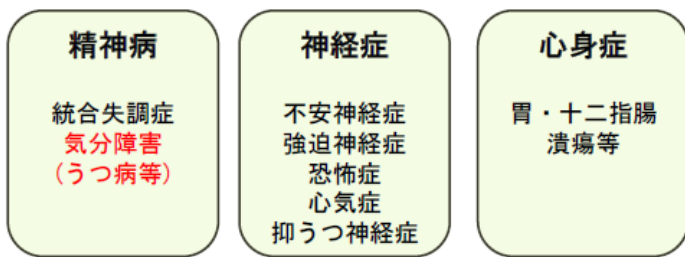 精神病
統合失調症
気分障害
（うつ病等）
神経症
不安神経症
強迫神経症
恐怖症
心気症
抑うつ神経症
心身症
胃・十二指腸
潰瘍等